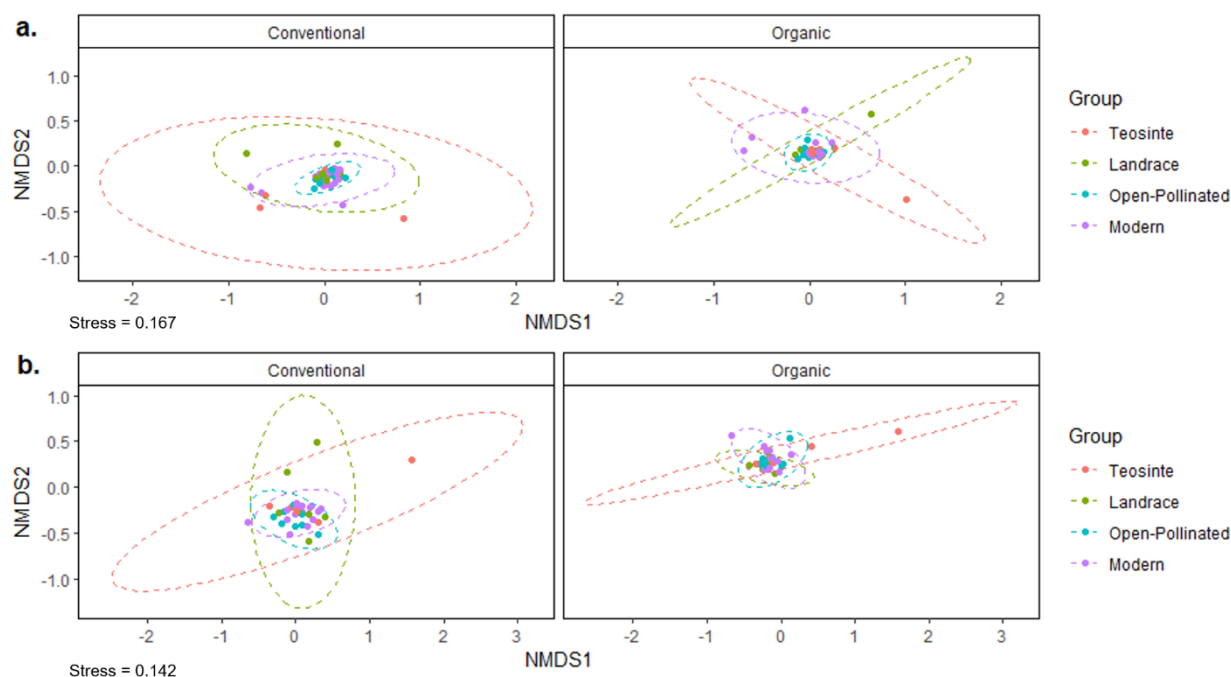 a.
Conventional
Organic
1.0
0.5
0.0
-0.5
-1.0
NMDS2
-2 -1 0 1 2
-2 -1 0 1 2
NMDS1
Stress = 0.167
Group
Teosinte
Landrace
Open-Pollinated
Modern
b.
Conventional
Organic
1.0
0.5
0.0
-0.5
-1.0
NMDS2
-2 -1 0 1 2 3
-2 -1 0 1 2 3
NMDS1
Stress = 0.142
Group
Teosinte
Landrace
Open-Pollinated
Modern